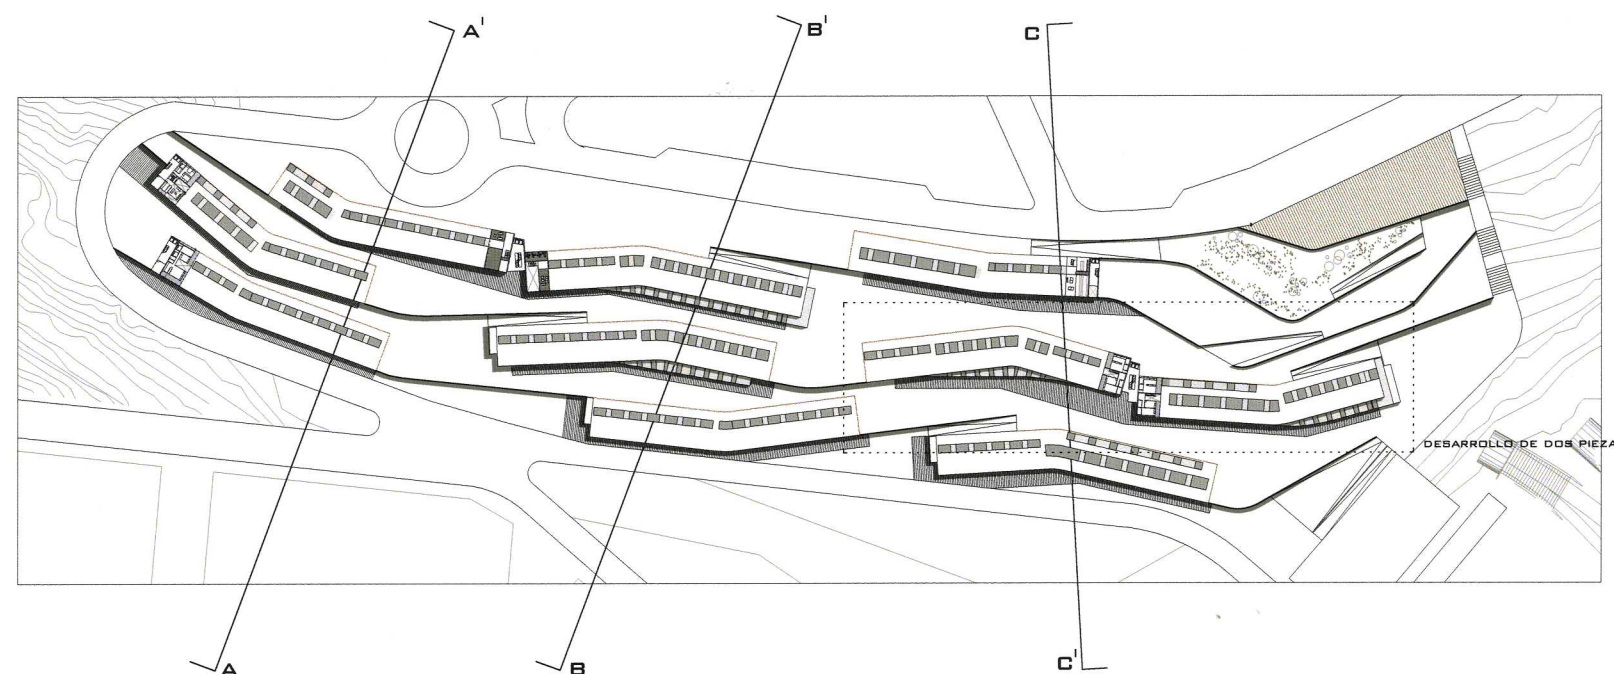 A'
B'
C
DESARROLLO DE DOS PIEZA
A
B
C'